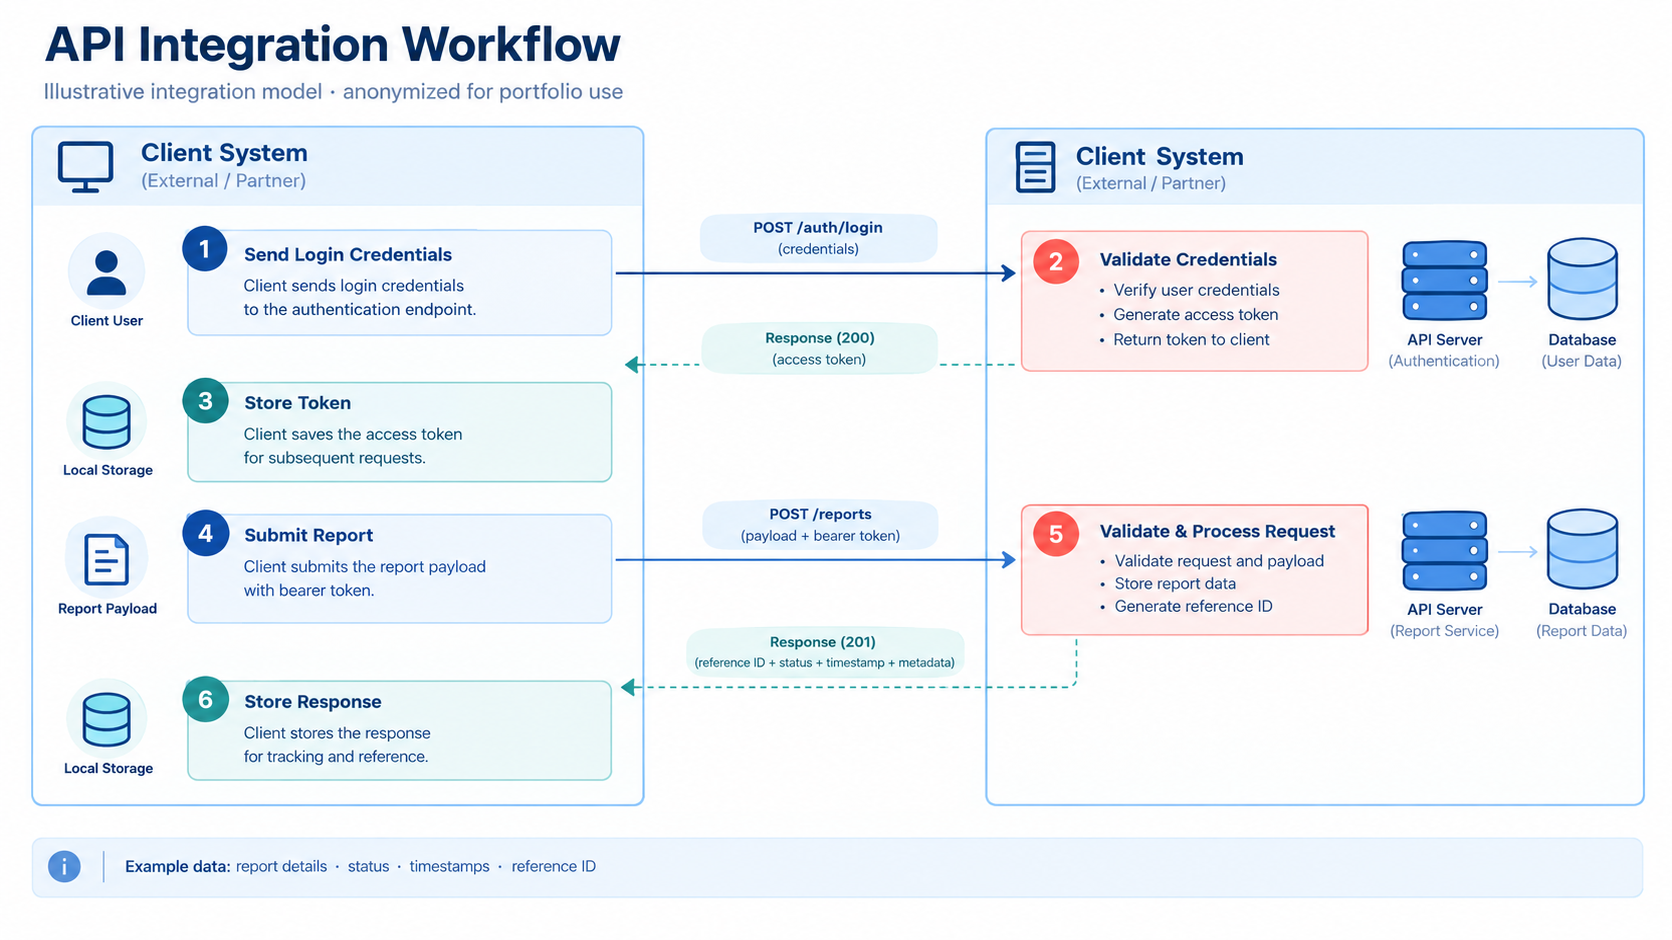 API Integration Workflow
Illustrative integration model · anonymized for portfolio use
Client System
(External / Partner)
Client User
1
Send Login Credentials
Client sends login credentials
to the authentication endpoint.
Local Storage
3
Store Token
Client saves the access token
for subsequent requests.
Report Payload
4
Submit Report
Client submits the report payload
with bearer token.
Local Storage
6
Store Response
Client stores the response
for tracking and reference.
POST /auth/login
(credentials)
Response (200)
(access token)
POST /reports
(payload + bearer token)
Response (201)
(reference ID + status + timestamp + metadata)
Client System
(External / Partner)
2
Validate Credentials
• Verify user credentials
• Generate access token
• Return token to client
API Server
(Authentication)
Database
(User Data)
5
Validate & Process Request
• Validate request and payload
• Store report data
• Generate reference ID
API Server
(Report Service)
Database
(Report Data)
i
Example data: report details · status · timestamps · reference ID